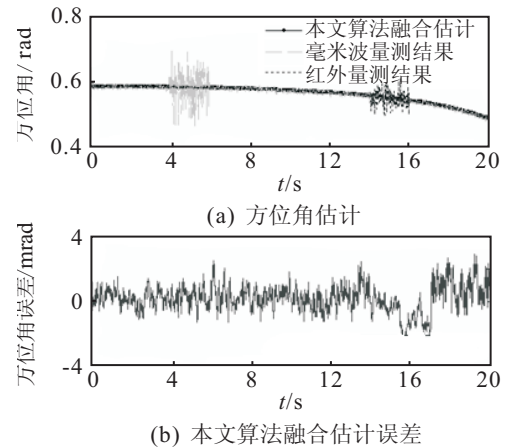 本文算法融合估计
毫米波量测结果
红外量测结果
方位角/rad
0.8
0.6
0.4
0 4 8 12 16 20
t/s
(a) 方位角估计
方位角误差/mrad
4
0
-4
0 4 8 12 16 20
t/s
(b) 本文算法融合估计误差